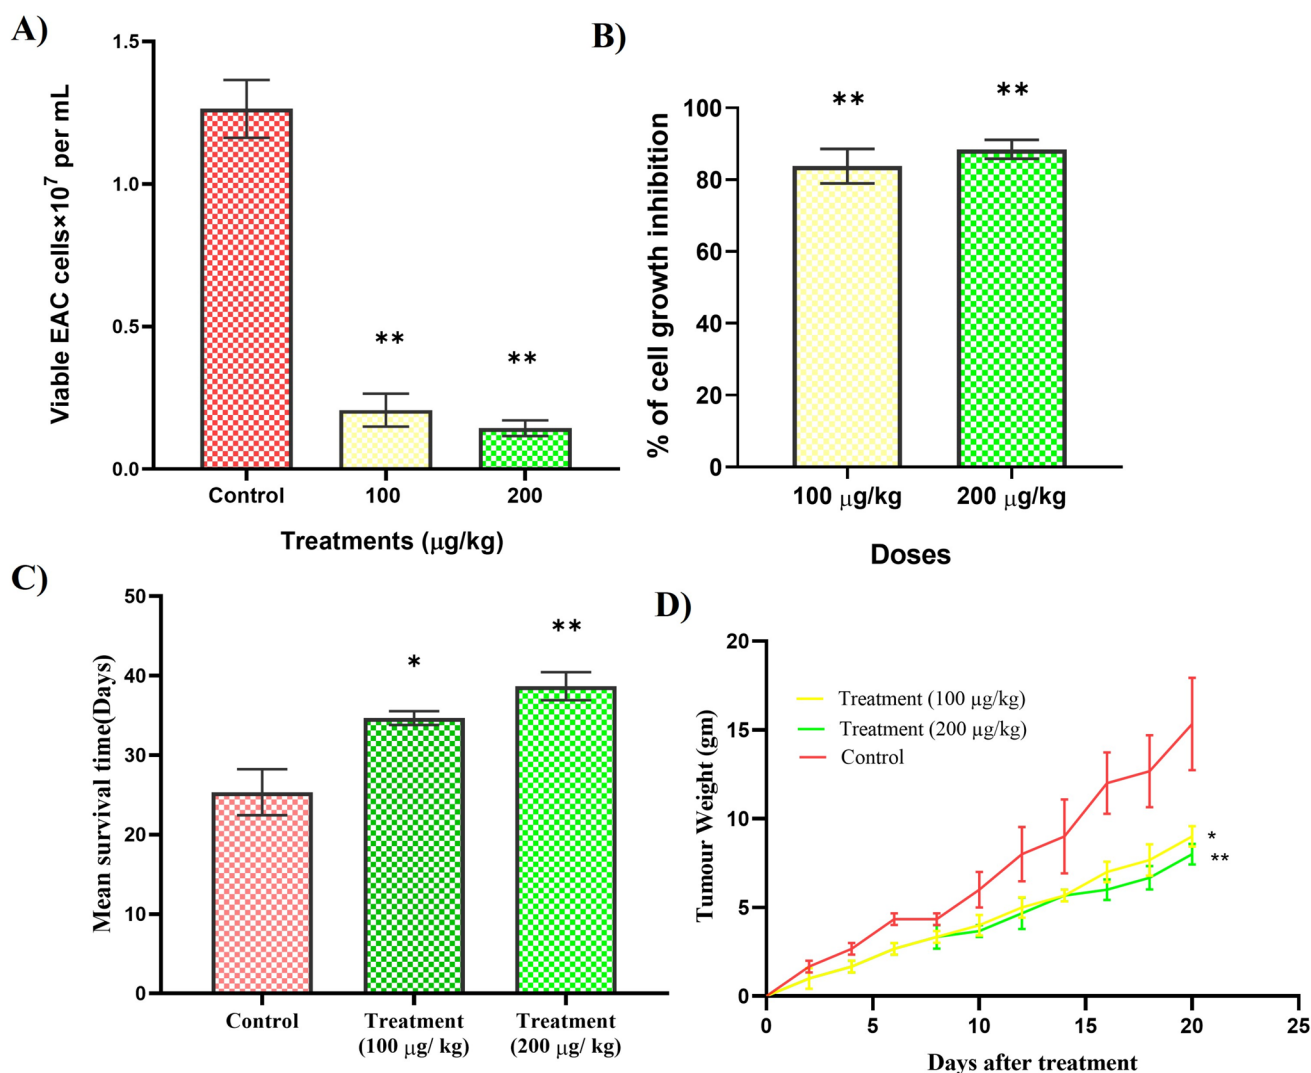 A)
Viable EAC cells×10⁷ per mL
1.5
1.0
0.5
0.0
**
**
Control 100 200
Treatments (μg/kg)
B)
% of cell growth inhibition
100
80
60
40
20
0
**
**
100 μg/kg 200 μg/kg
Doses
C)
Mean survival time(Days)
50
40
30
20
10
0
*
**
Control
Treatment
(100 μg/ kg)
Treatment
(200 μg/ kg)
D)
Tumour Weight (gm)
20
15
10
5
0
Treatment (100 μg/kg)
Treatment (200 μg/kg)
Control
*
**
0 5 10 15 20 25
Days after treatment